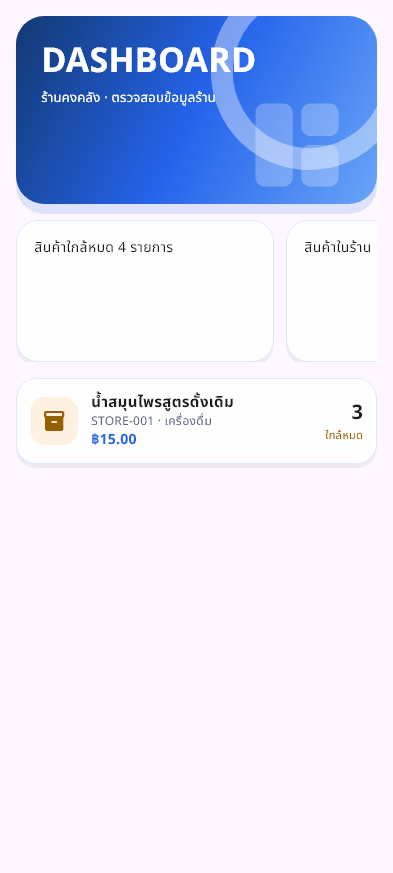 DASHBOARD
ร้านคงคลัง · ตรวจสอบข้อมูลร้าน
สินค้าใกล้หมด 4 รายการ
สินค้าในร้าน
น้ำสมุนไพรสูตรดั้งเดิม
STORE-001 · เครื่องดื่ม
฿15.00
3
ใกล้หมด